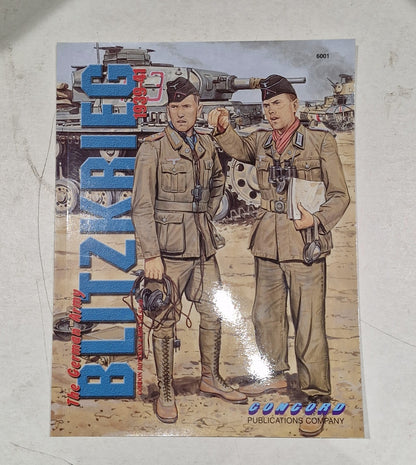 6001
The German Army
BLITZKRIEG
1939-41
CONCORD
PUBLICATIONS COMPANY